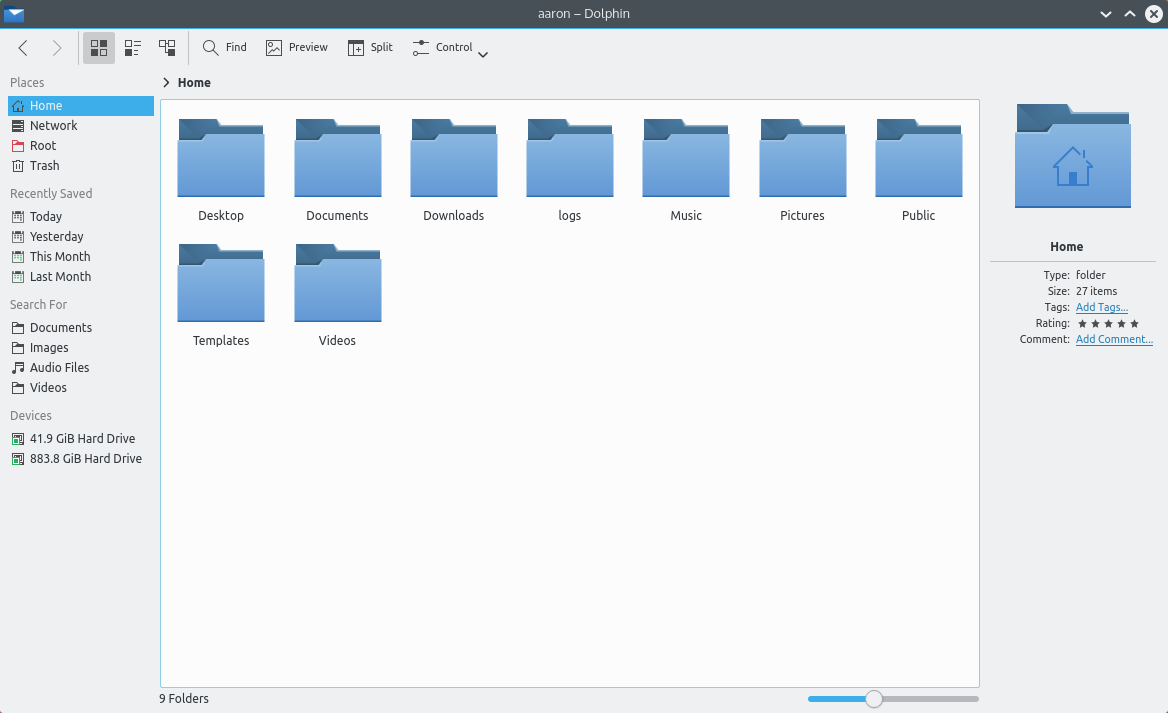 aaron – Dolphin
Find Preview Split Control
Places
Home
Network
Root
Trash
Recently Saved
Today
Yesterday
This Month
Last Month
Search For
Documents
Images
Audio Files
Videos
Devices
41.9 GiB Hard Drive
883.8 GiB Hard Drive
Home
Desktop Documents Downloads logs Music Pictures Public
Templates Videos
9 Folders
Home
Type: folder
Size: 27 items
Tags: Add Tags...
Rating: ★ ★ ★ ★ ★
Comment: Add Comment...